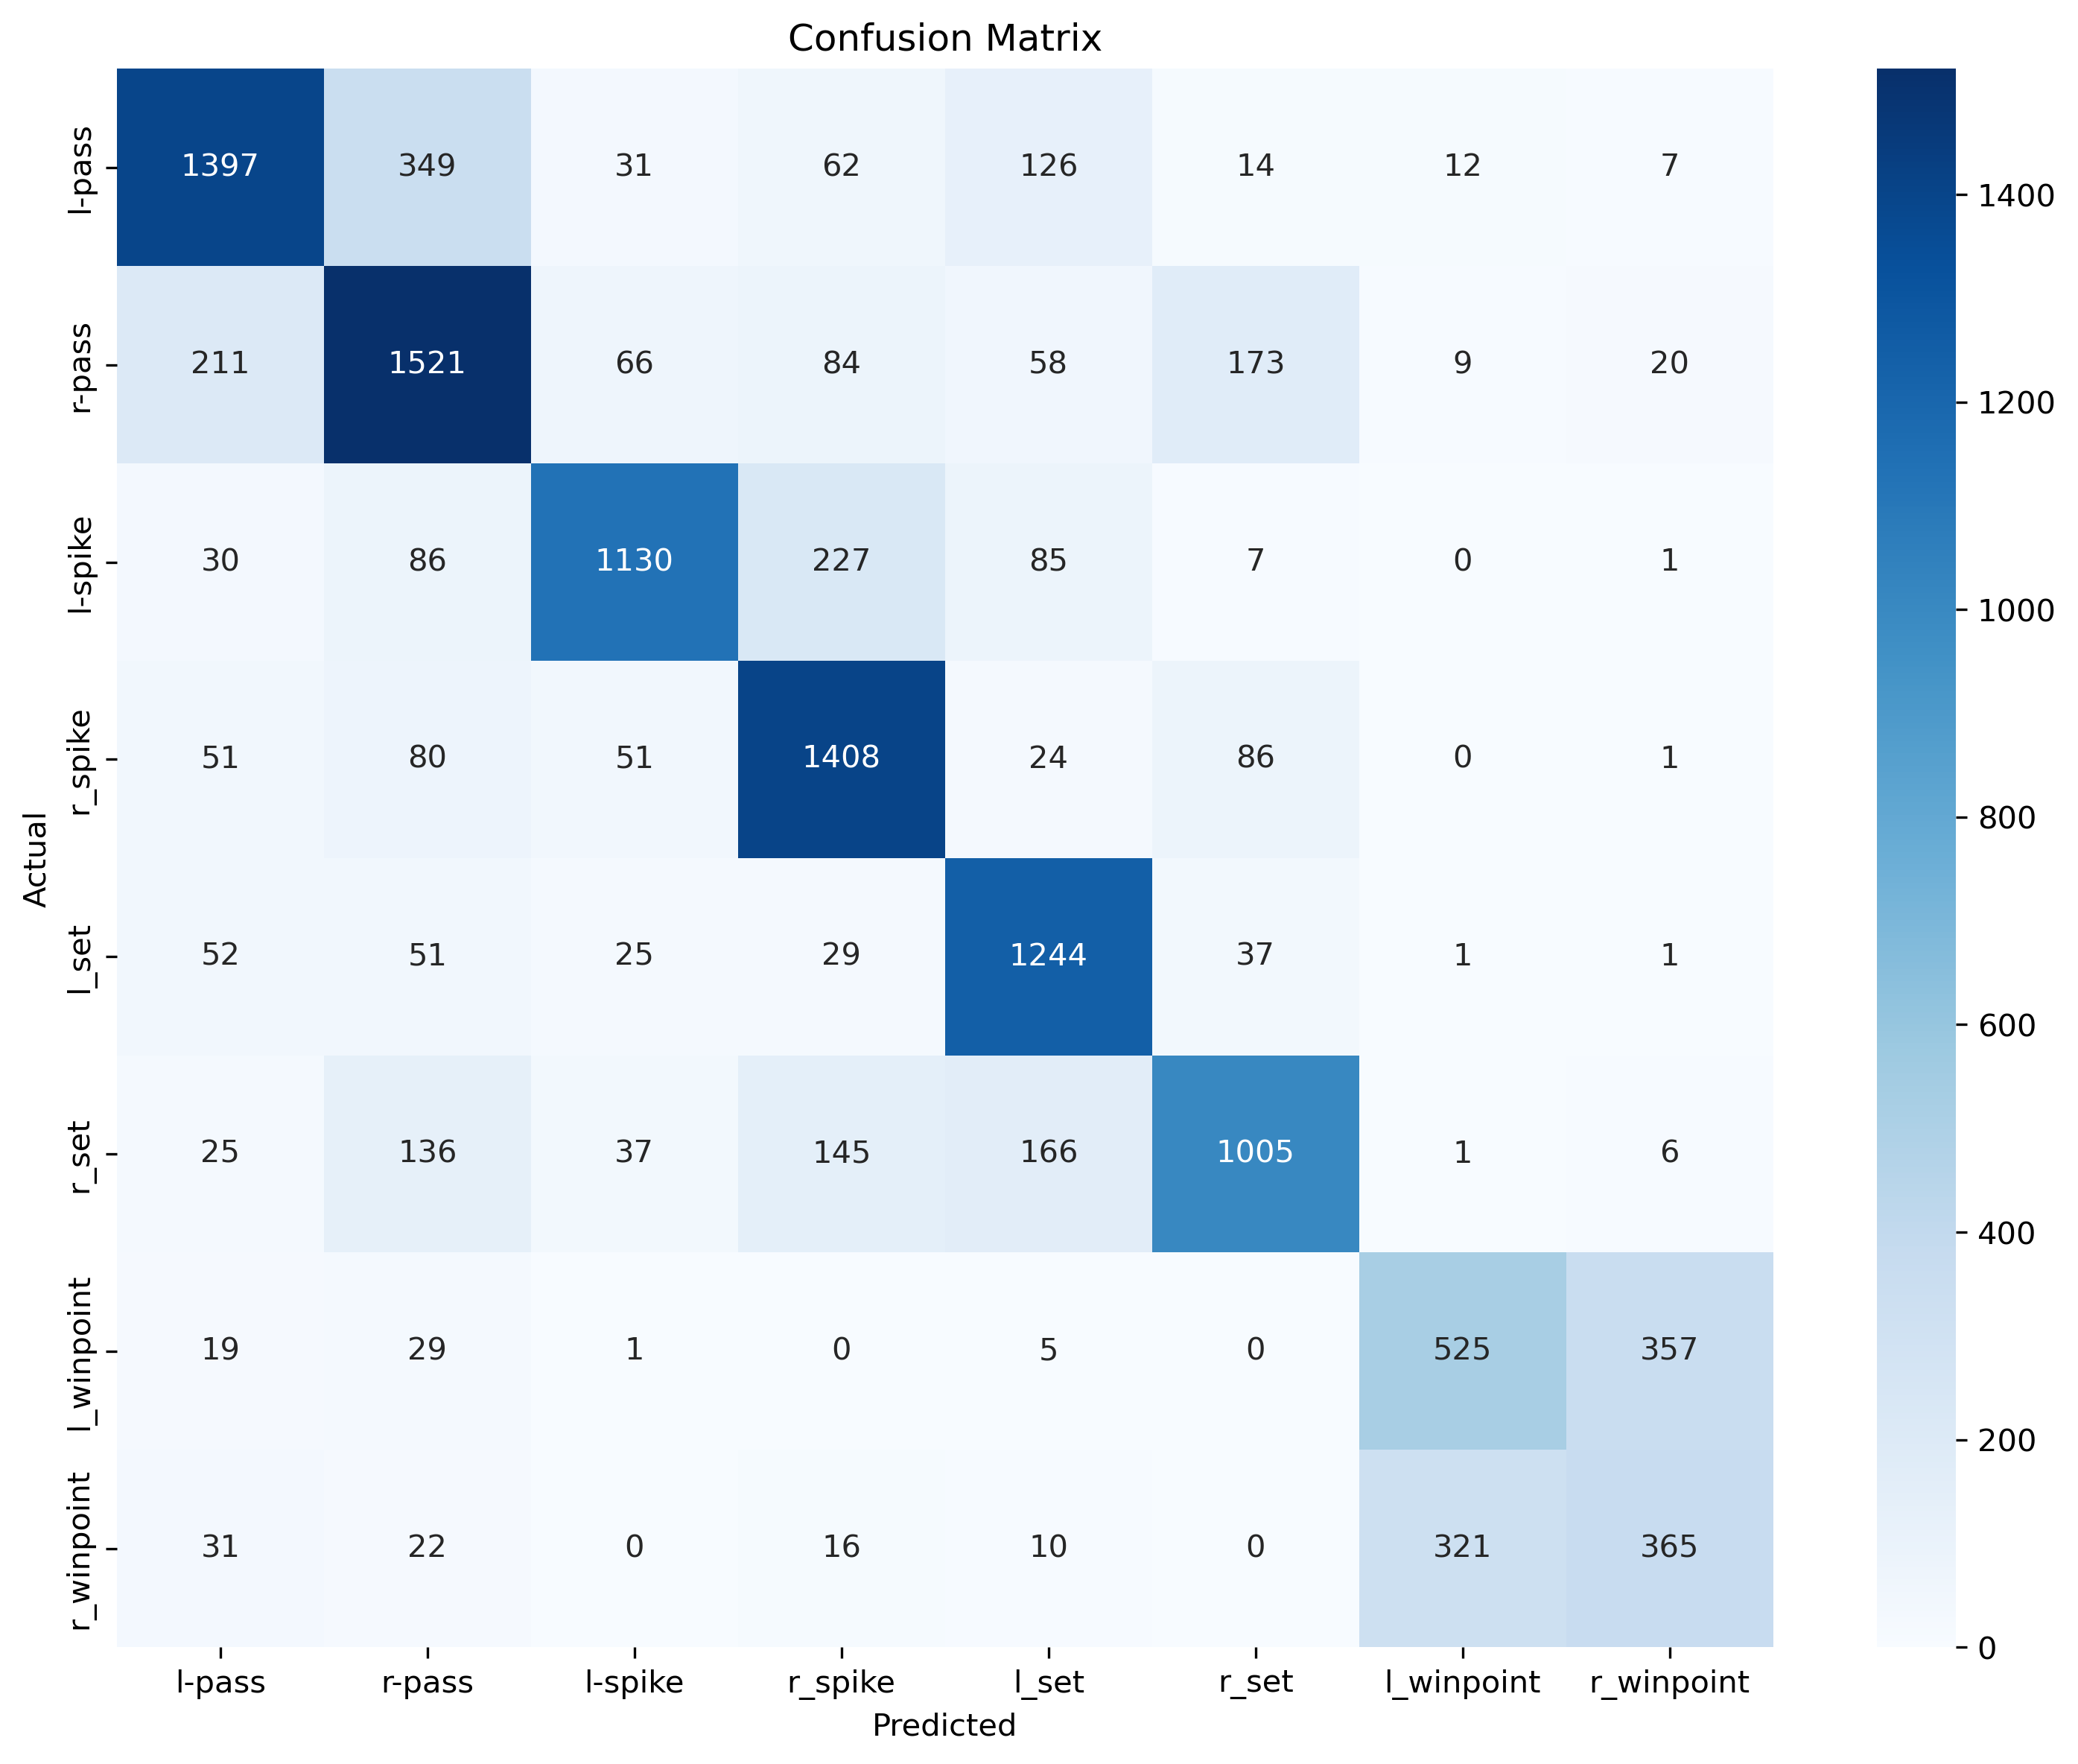 Confusion Matrix
l-pass 1397 349 31 62 126 14 12 7
r-pass 211 1521 66 84 58 173 9 20
l-spike 30 86 1130 227 85 7 0 1
r_spike 51 80 51 1408 24 86 0 1
l_set 52 51 25 29 1244 37 1 1
r_set 25 136 37 145 166 1005 1 6
l_winpoint 19 29 1 0 5 0 525 357
r_winpoint 31 22 0 16 10 0 321 365
Actual
l-pass r-pass l-spike r_spike l_set r_set l_winpoint r_winpoint
Predicted
1400
1200
1000
800
600
400
200
0